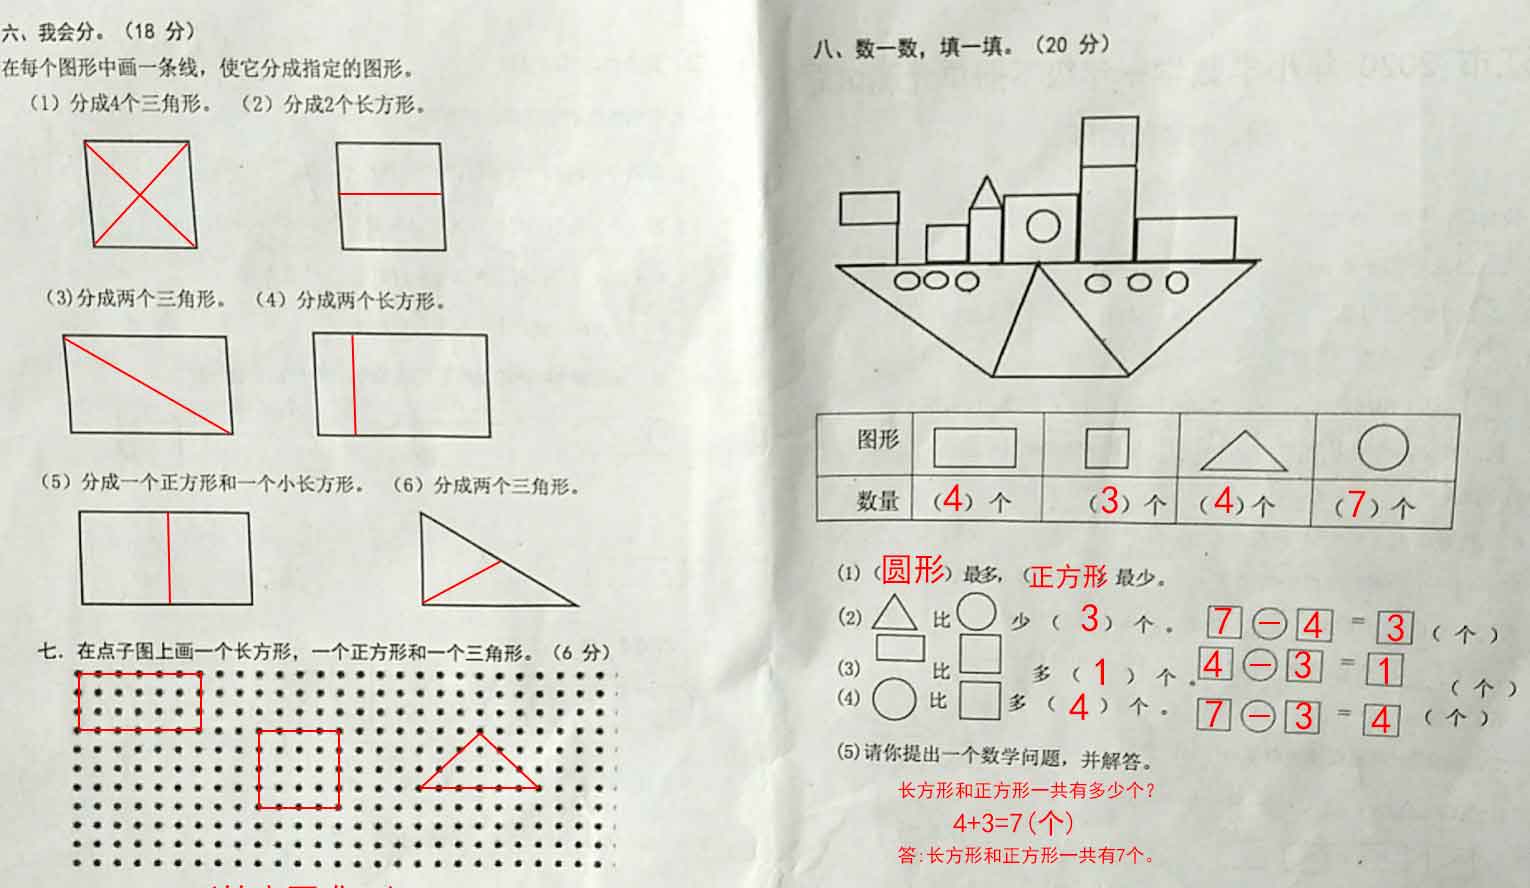 六、我会分。（18 分）
在每个图形中画一条线，使它分成指定的图形。
（1）分成4个三角形。（2）分成2个长方形。
（3)分成两个三角形。（4）分成两个长方形。
（5）分成一个正方形和一个小长方形。（6）分成两个三角形。
七．在点子图上画一个长方形，一个正方形和一个三角形。（6 分）
八、数一数，填一填。（20 分）
图形
数量 （4）个 （3）个 （4）个 （7）个
(1)（圆形）最多，（正方形 最少。
(2) 比 少（ 3 ）个。 7 － 4 = 3 （个）
(3) 比 多（ 1 ）个。 4 － 3 = 1 （个）
(4) 比 多（ 4 ）个。 7 － 3 = 4 （个）
(5)请你提出一个数学问题，并解答。
长方形和正方形一共有多少个？
4+3=7(个)
答:长方形和正方形一共有7个。